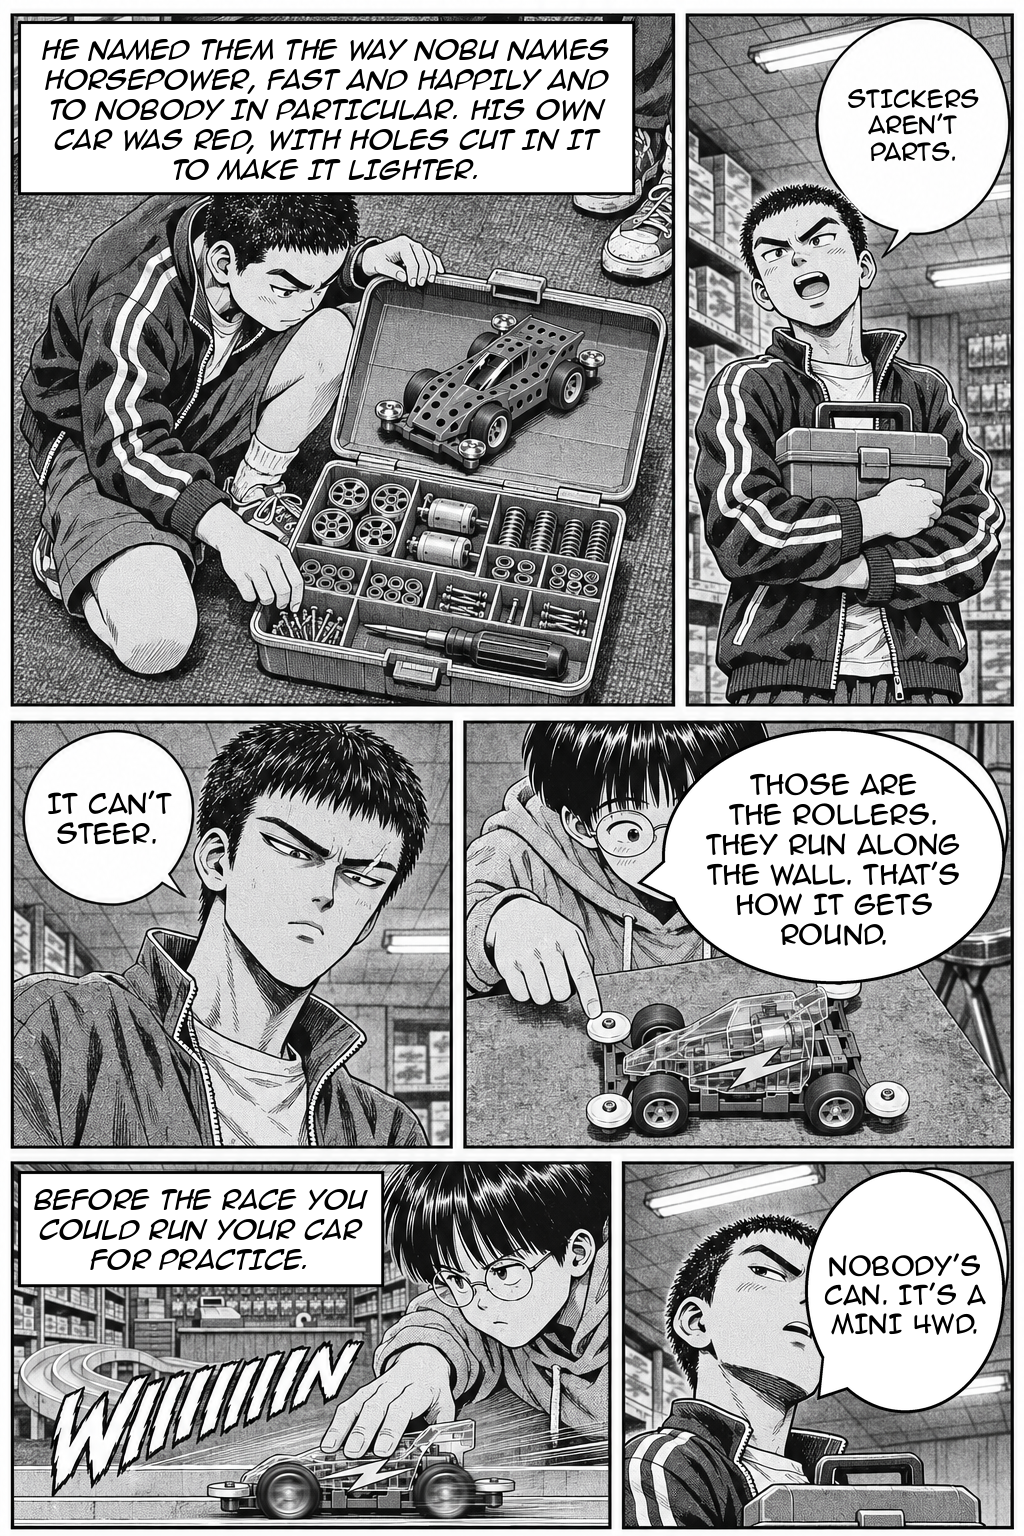 HE NAMED THEM THE WAY NOBU NAMES
HORSEPOWER, FAST AND HAPPILY AND
TO NOBODY IN PARTICULAR. HIS OWN
CAR WAS RED, WITH HOLES CUT IN IT
TO MAKE IT LIGHTER.
STICKERS
AREN'T
PARTS.
IT CAN'T
STEER.
THOSE ARE
THE ROLLERS.
THEY RUN ALONG
THE WALL. THAT'S
HOW IT GETS
ROUND.
BEFORE THE RACE YOU
COULD RUN YOUR CAR
FOR PRACTICE.
WIIIIIIIN
NOBODY'S
CAN. IT'S A
MINI 4WD.